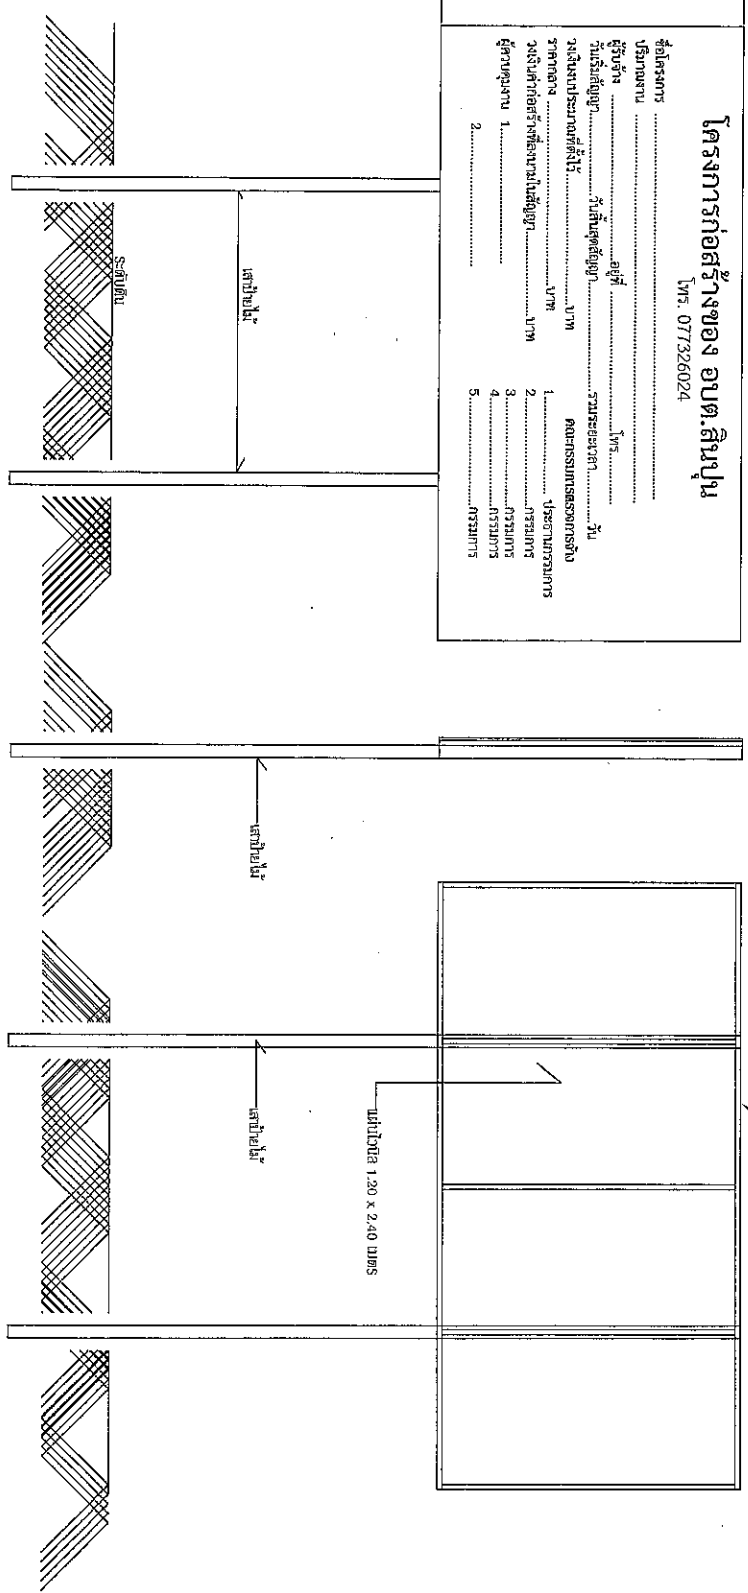 โครงการก่อสร้างของ อบต.สินปุน
โทร. 077326024
ชื่อโครงการ ................................................
ปริมาณงาน ................................................
ผู้รับจ้าง ........................ อยู่ที่ ........................ โทร................
วันเริ่มสัญญา.................วันสิ้นสุดสัญญา.................รวมระยะเวลา.............วัน
วงเงินงบประมาณที่ตั้งไว้........................บาท
ราคากลาง ................................บาท
วงเงินค่าก่อสร้างที่ลงนามในสัญญา.................บาท
ผู้ควบคุมงาน 1...........................
2...........................
คณะกรรมการตรวจการจ้าง
1........................ ประธานกรรมการ
2........................กรรมการ
3........................กรรมการ
4........................กรรมการ
5........................กรรมการ
เสาป้ายไม้
ระดับดิน
เสาป้ายไม้
เสาป้ายไม้
แผ่นไวนิล 1.20 x 2.40 เมตร